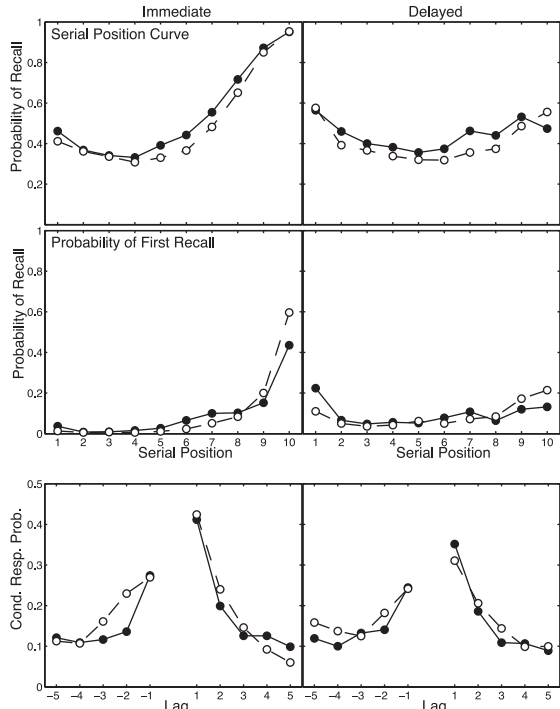 Immediate Delayed
Serial Position Curve
Probability of Recall
1
0.8
0.6
0.4
0.2
Probability of First Recall
Probability of Recall
1
0.8
0.6
0.4
0.2
0
1 2 3 4 5 6 7 8 9 10 1 2 3 4 5 6 7 8 9 10
Serial Position Serial Position
Cond. Resp. Prob.
0.5
0.4
0.3
0.2
0.1
0
−5 −4 −3 −2 −1 1 2 3 4 5 −5 −4 −3 −2 −1 1 2 3 4 5
Lag Lag